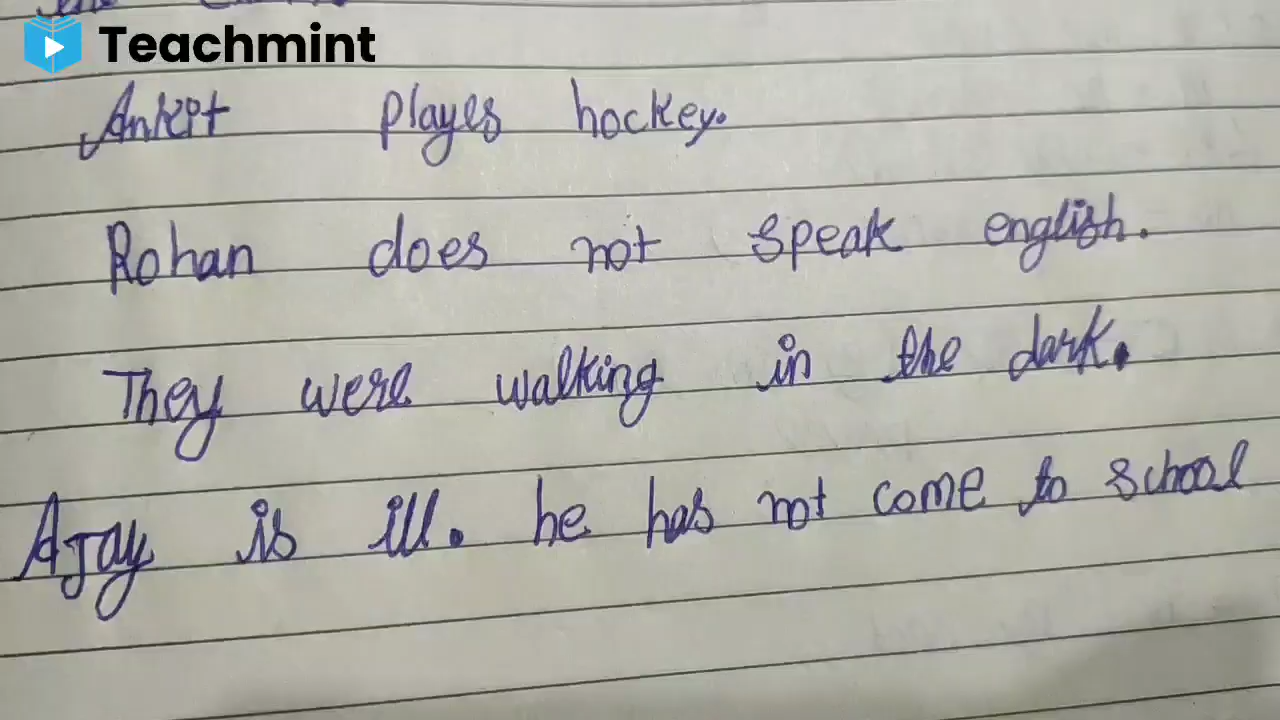 Teachmint
Ankit playes hockey.
Rohan does not speak english.
They were walking in the dark.
Ajay is ill. he has not come to school